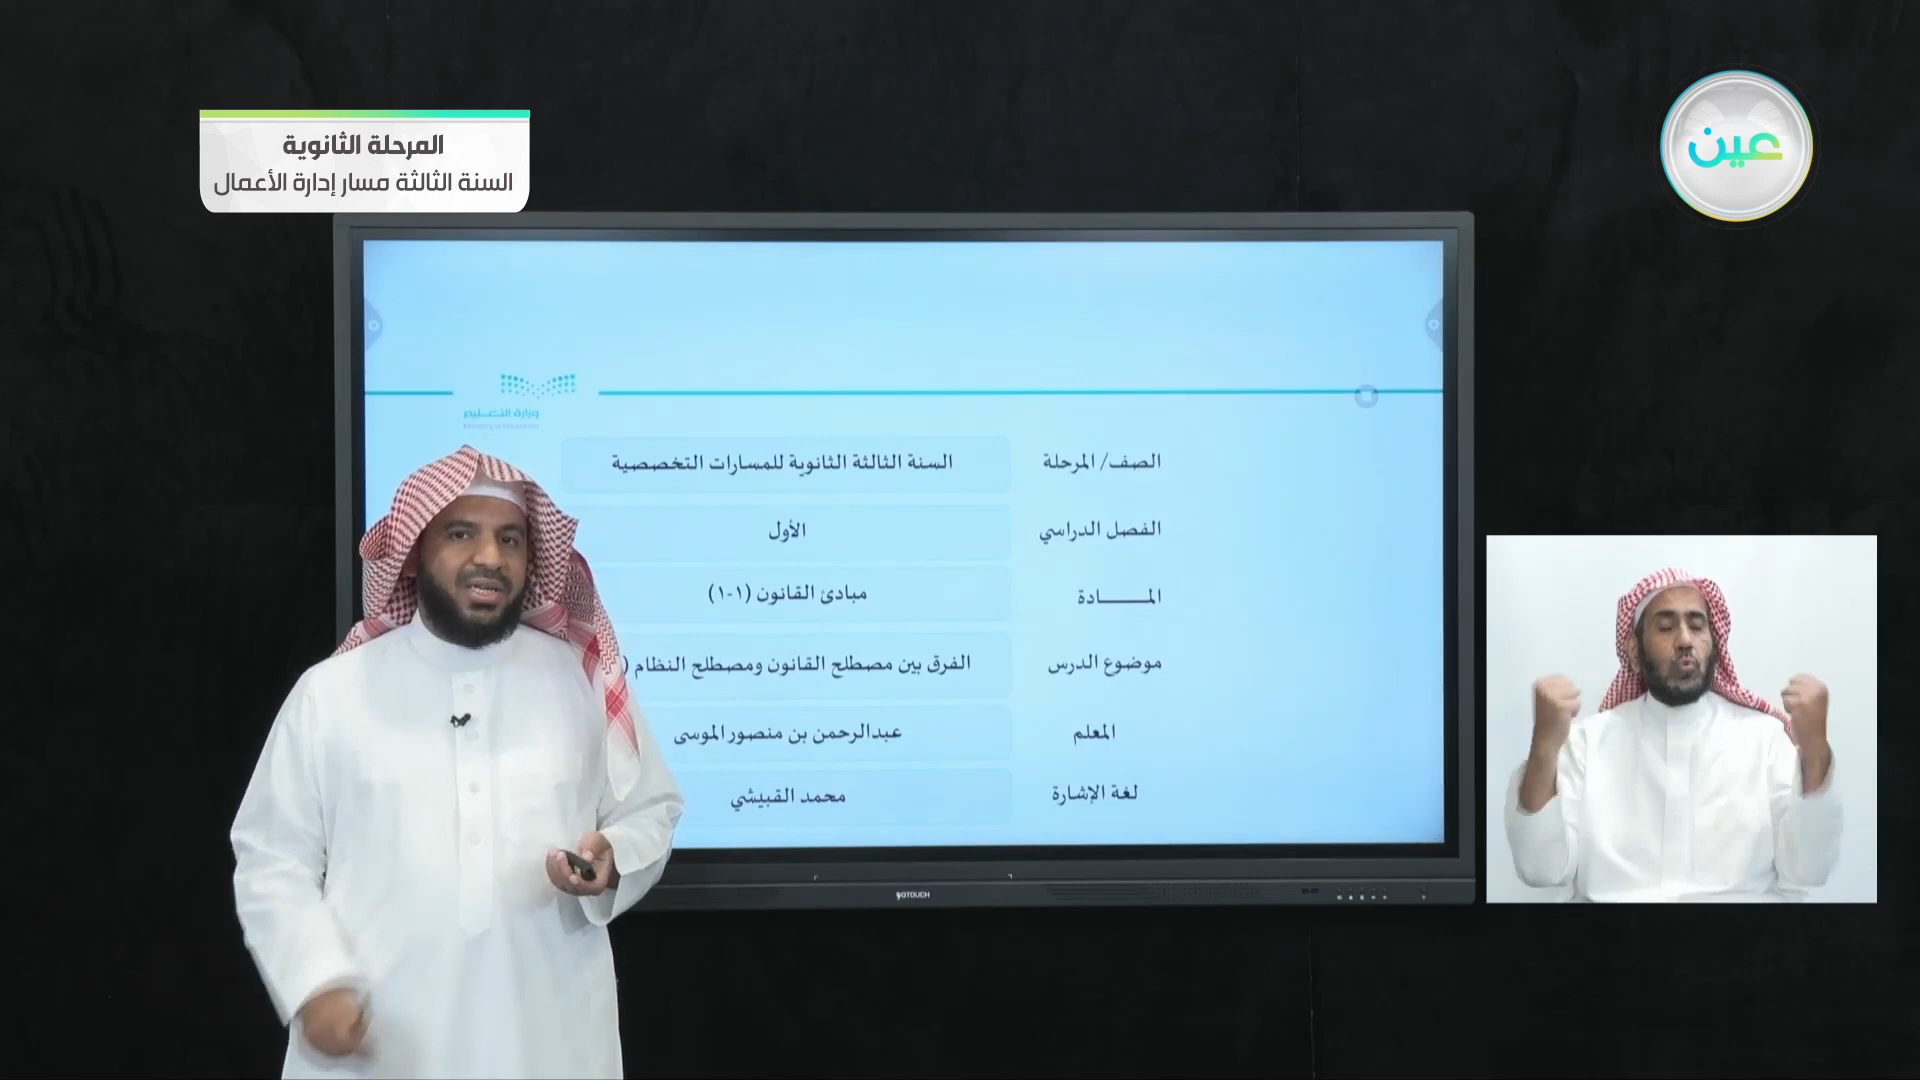 المرحلة الثانوية
السنة الثالثة مسار إدارة الأعمال
عين
وزارة التعليم
الصف/ المرحلة السنة الثالثة الثانوية للمسارات التخصصية
الفصل الدراسي الأول
المـــــــادة مبادئ القانون (١-١)
موضوع الدرس الفرق بين مصطلح القانون ومصطلح النظام (
المعلم عبدالرحمن بن منصور الموسى
لغة الإشارة محمد القبيشي